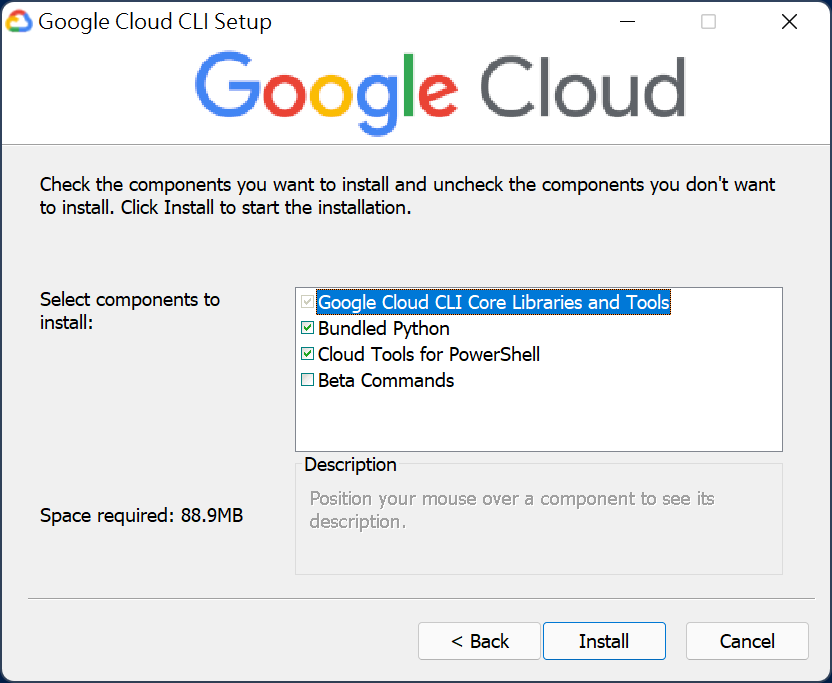 Google Cloud CLI Setup
Google Cloud
Check the components you want to install and uncheck the components you don't want
to install. Click Install to start the installation.
Select components to
install:
Google Cloud CLI Core Libraries and Tools
Bundled Python
Cloud Tools for PowerShell
Beta Commands
Description
Position your mouse over a component to see its
description.
Space required: 88.9MB
< Back
Install
Cancel